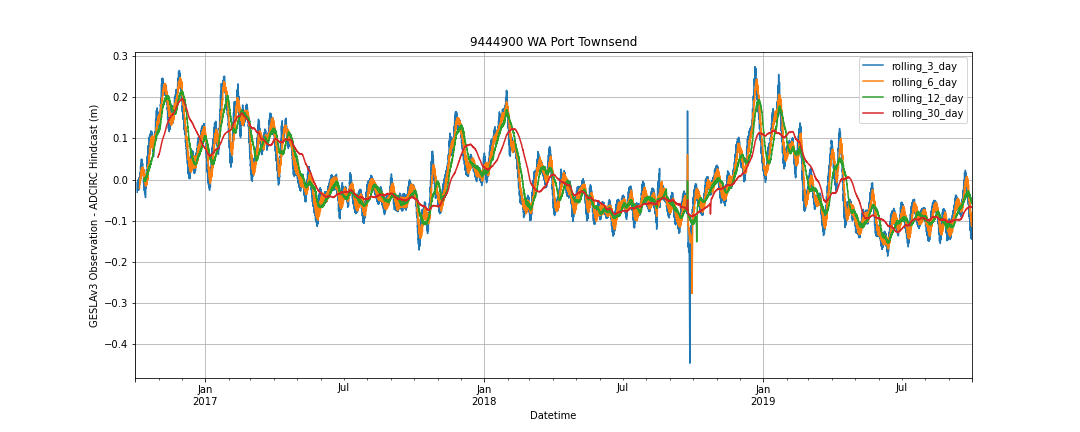 9444900 WA Port Townsend
GESLAv3 Observation - ADCIRC Hindcast (m)
0.3
0.2
0.1
0.0
−0.1
−0.2
−0.3
−0.4
rolling_3_day
rolling_6_day
rolling_12_day
rolling_30_day
Jan
2017
Jul
Jan
2018
Jul
Jan
2019
Jul
Datetime